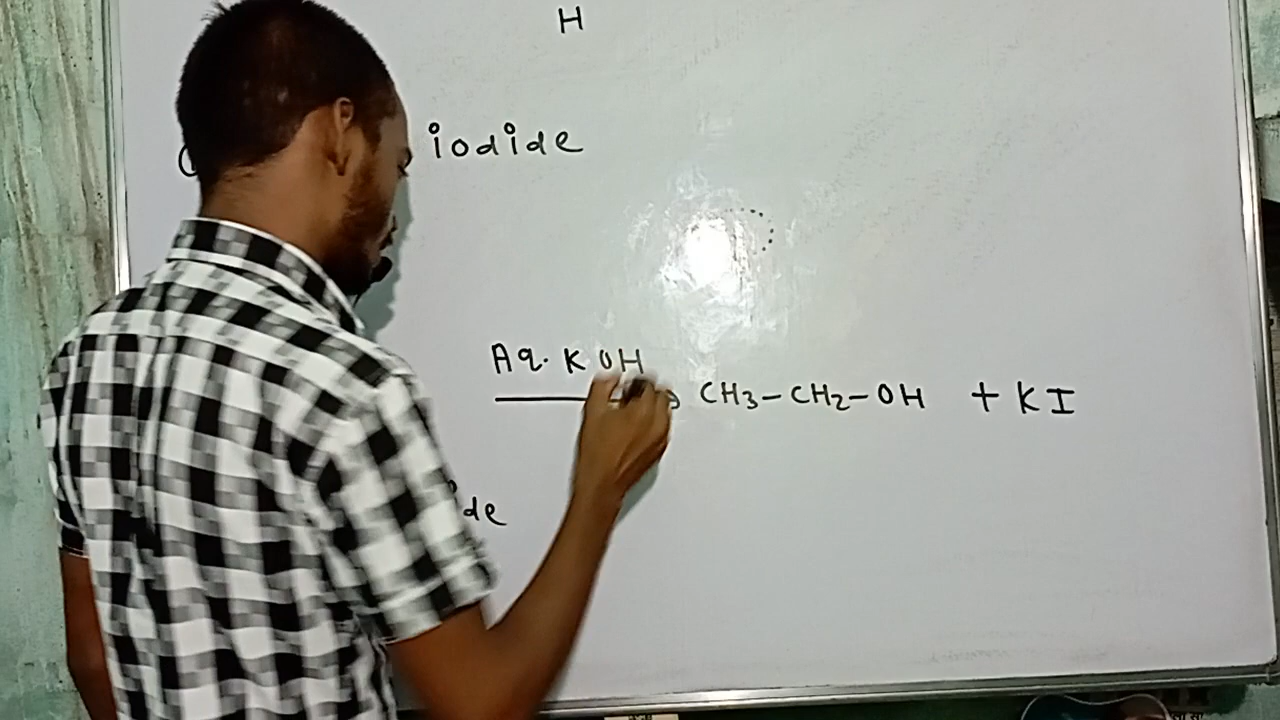 H
iodide
Aq. KOH
CH3-CH2-OH + KI
de